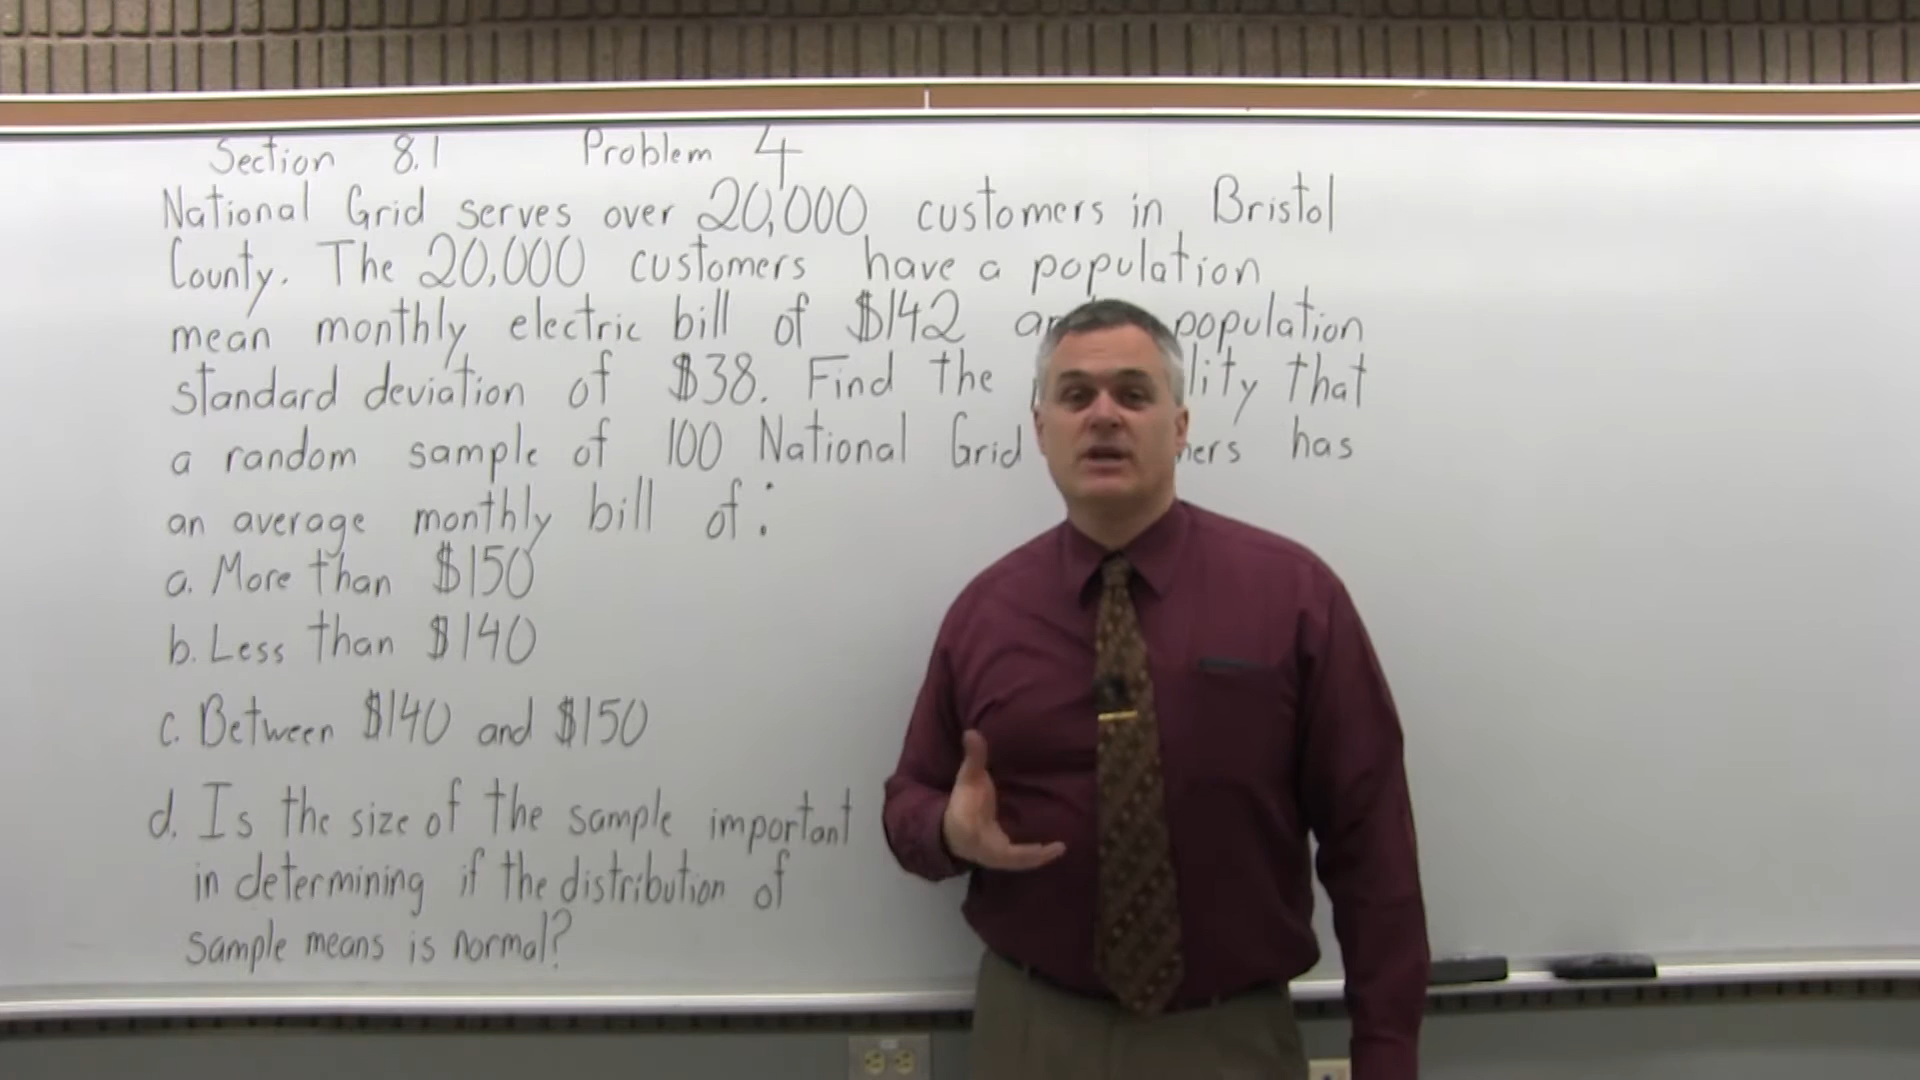 Section 8.1 Problem 4
National Grid serves over 20,000 customers in Bristol
County. The 20,000 customers have a population
mean monthly electric bill of $142 population
standard deviation of $38. Find the that
a random sample of 100 National Grid has
an average monthly bill of:
a. More than $150
b. Less than $140
c. Between $140 and $150
d. Is the size of the sample important
in determining if the distribution of
sample means is normal?